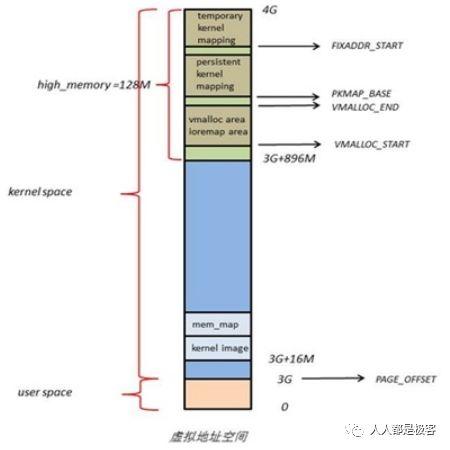 4G
temporary
kernel
mapping
FIXADDR_START
persistent
kernel
mapping
high_memory =128M
PKMAP_BASE
VMALLOC_END
vmalloc area
loremap area
VMALLOC_START
3G+896M
kernel space
mem_map
kernel image
3G+16M
3G
PAGE_OFFSET
user space
0
虚拟地址空间
人人都是极客